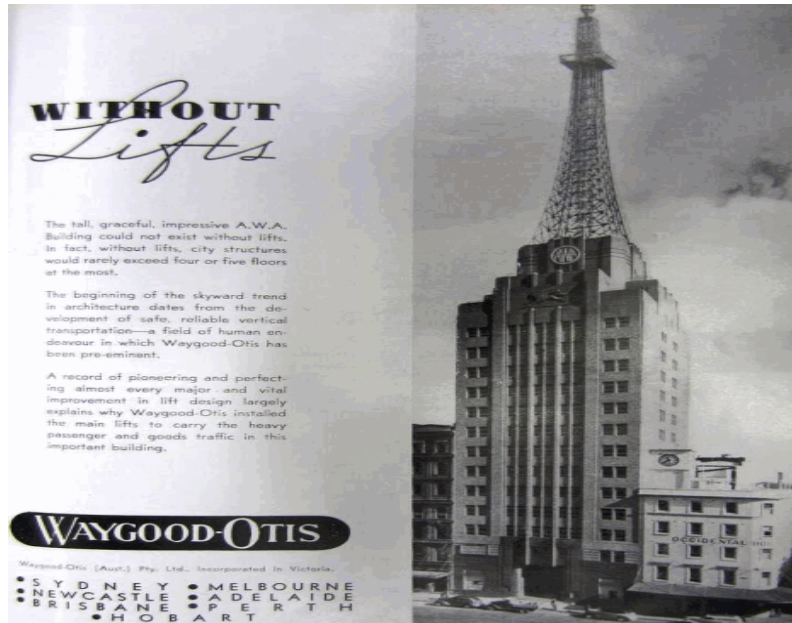 WITHOUT
Lifts
The tall, graceful, impressive A.W.A.
Building could not exist without lifts.
In fact, without lifts, city structures
would rarely exceed four or five floors
at the most.
The beginning of the skyward trend
in architecture dates from the de-
velopment of safe, reliable vertical
transportation—a field of human en-
deavour in which Waygood-Otis has
been pre-eminent.
A record of pioneering and perfect-
ing almost every major and vital
improvement in lift design largely
explains why Waygood-Otis installed
the main lifts to carry the heavy
passenger and goods traffic in this
important building.
WAYGOOD-OTIS
Waygood-Otis (Aust.) Pty. Ltd., Incorporated in Victoria.
• SYDNEY • MELBOURNE
• NEWCASTLE • ADELAIDE
• BRISBANE • PERTH
• HOBART
AWA
OCCIDENTAL